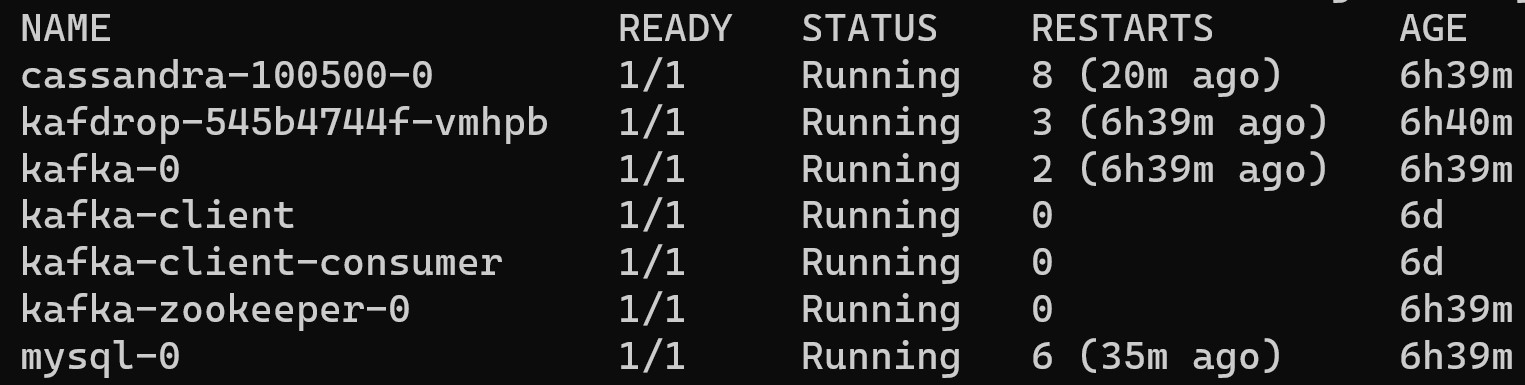 NAME READY STATUS RESTARTS AGE
cassandra-100500-0 1/1 Running 8 (20m ago) 6h39m
kafdrop-545b4744f-vmhpb 1/1 Running 3 (6h39m ago) 6h40m
kafka-0 1/1 Running 2 (6h39m ago) 6h39m
kafka-client 1/1 Running 0 6d
kafka-client-consumer 1/1 Running 0 6d
kafka-zookeeper-0 1/1 Running 0 6h39m
mysql-0 1/1 Running 6 (35m ago) 6h39m